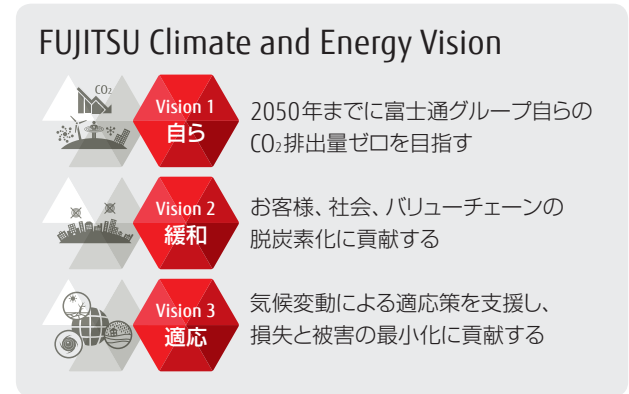 FUJITSU Climate and Energy Vision
CO₂
Vision 1
自ら
2050年までに富士通グループ自らの
CO₂排出量ゼロを目指す
Vision 2
緩和
お客様、社会、バリューチェーンの
脱炭素化に貢献する
Vision 3
適応
気候変動による適応策を支援し、
損失と被害の最小化に貢献する